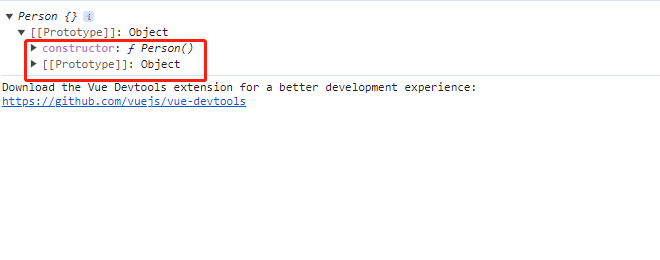 Person {} i
[[Prototype]]: Object
constructor: ƒ Person()
[[Prototype]]: Object
Download the Vue Devtools extension for a better development experience:
https://github.com/vuejs/vue-devtools